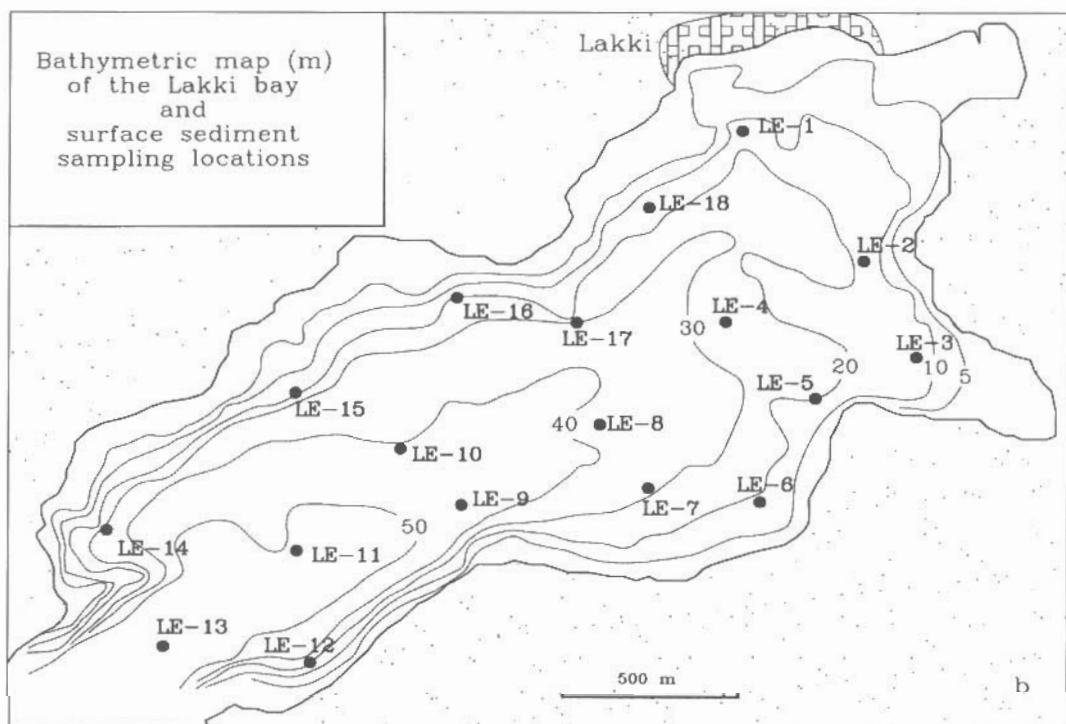 Bathymetric map (m)
of the Lakki bay
and
surface sediment
sampling locations
Lakki
LE-1
LE-18
LE-2
LE-16
LE-4
LE-17
30
LE-3
20
10
5
LE-5
LE-15
40
LE-8
LE-10
LE-6
LE-9
LE-7
50
LE-14
LE-11
LE-13
LE-12
500 m
b